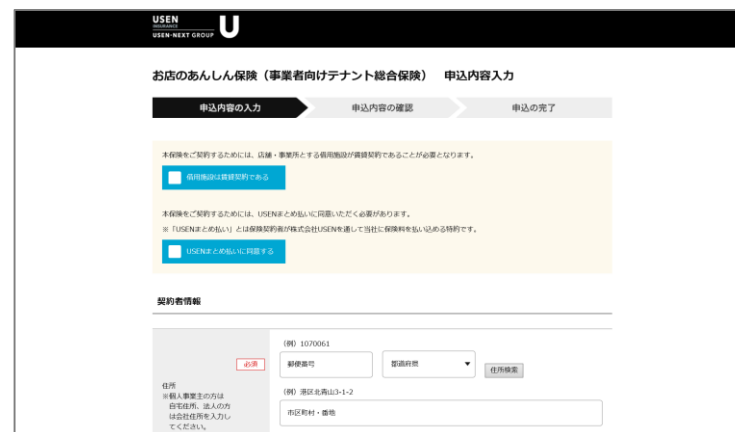 USEN
INSURANCE
USEN-NEXT GROUP
U
お店のあんしん保険（事業者向けテナント総合保険）　申込内容入力
申込内容の入力
申込内容の確認
申込の完了
本保険をご契約するためには、店舗・事業所とする借用施設が賃貸契約であることが必要となります。
借用施設は賃貸契約である
本保険をご契約するためには、USENまとめ払いに同意いただく必要があります。
※「USENまとめ払い」とは保険契約者が株式会社USENを通して当社に保険料を払い込める特約です。
USENまとめ払いに同意する
契約者情報
（例）1070061
必須
郵便番号
都道府県
住所検索
住所
※個人事業主の方は
自宅住所、法人の方
は会社住所を入力し
てください。
（例）港区北青山3-1-2
市区町村・番地